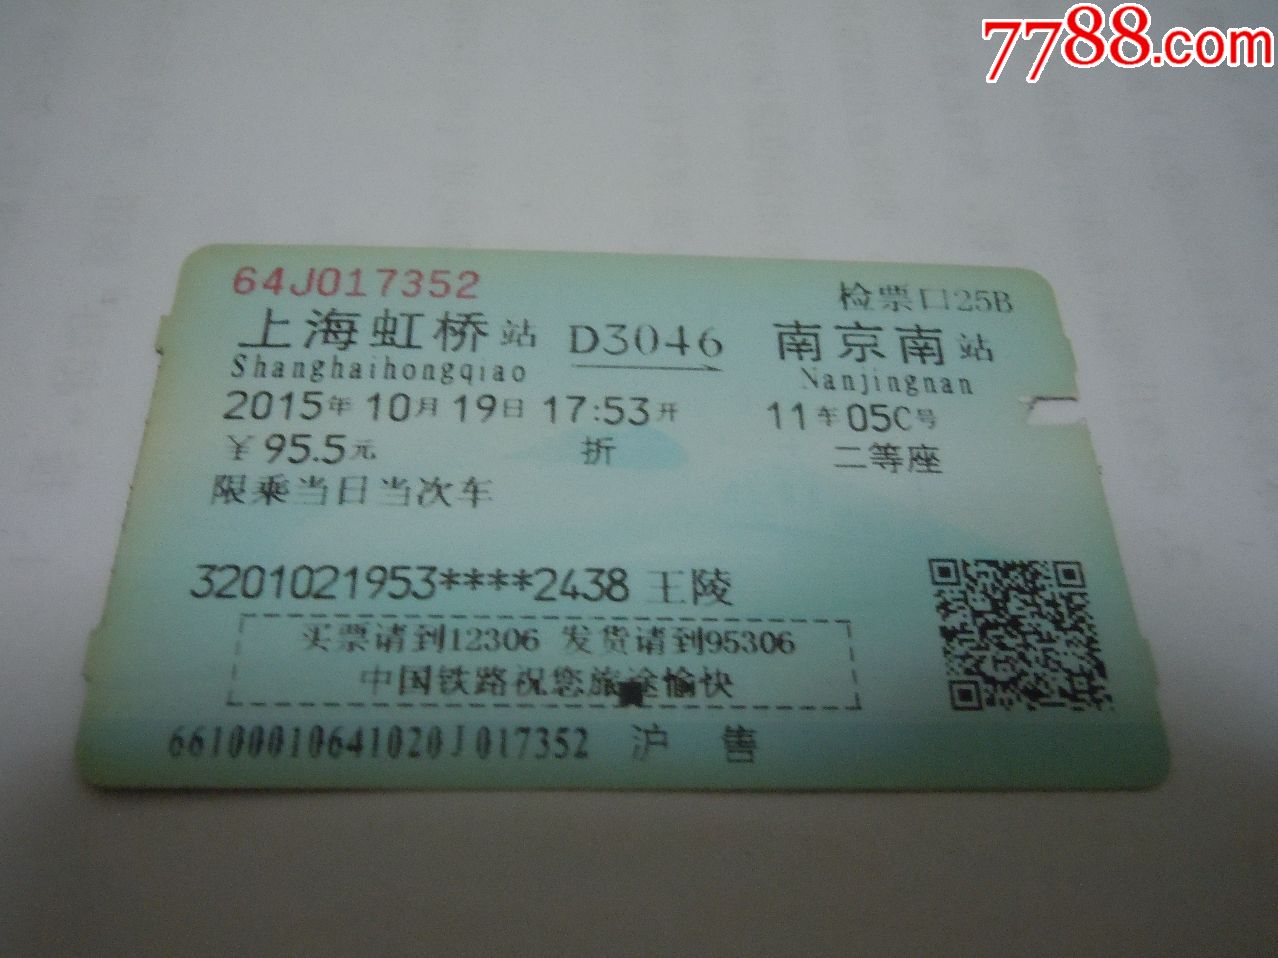 7788.com
64J017352
检票口25B
上海虹桥站 D3046 南京南站
Shanghaihongqiao Nanjingnan
2015年10月19日17:53开 11车05C号
￥95.5元 折 二等座
限乘当日当次车
3201021953****2438 王陵
买票请到12306 发货请到95306
中国铁路祝您旅途愉快
66100010641020J017352 沪 售